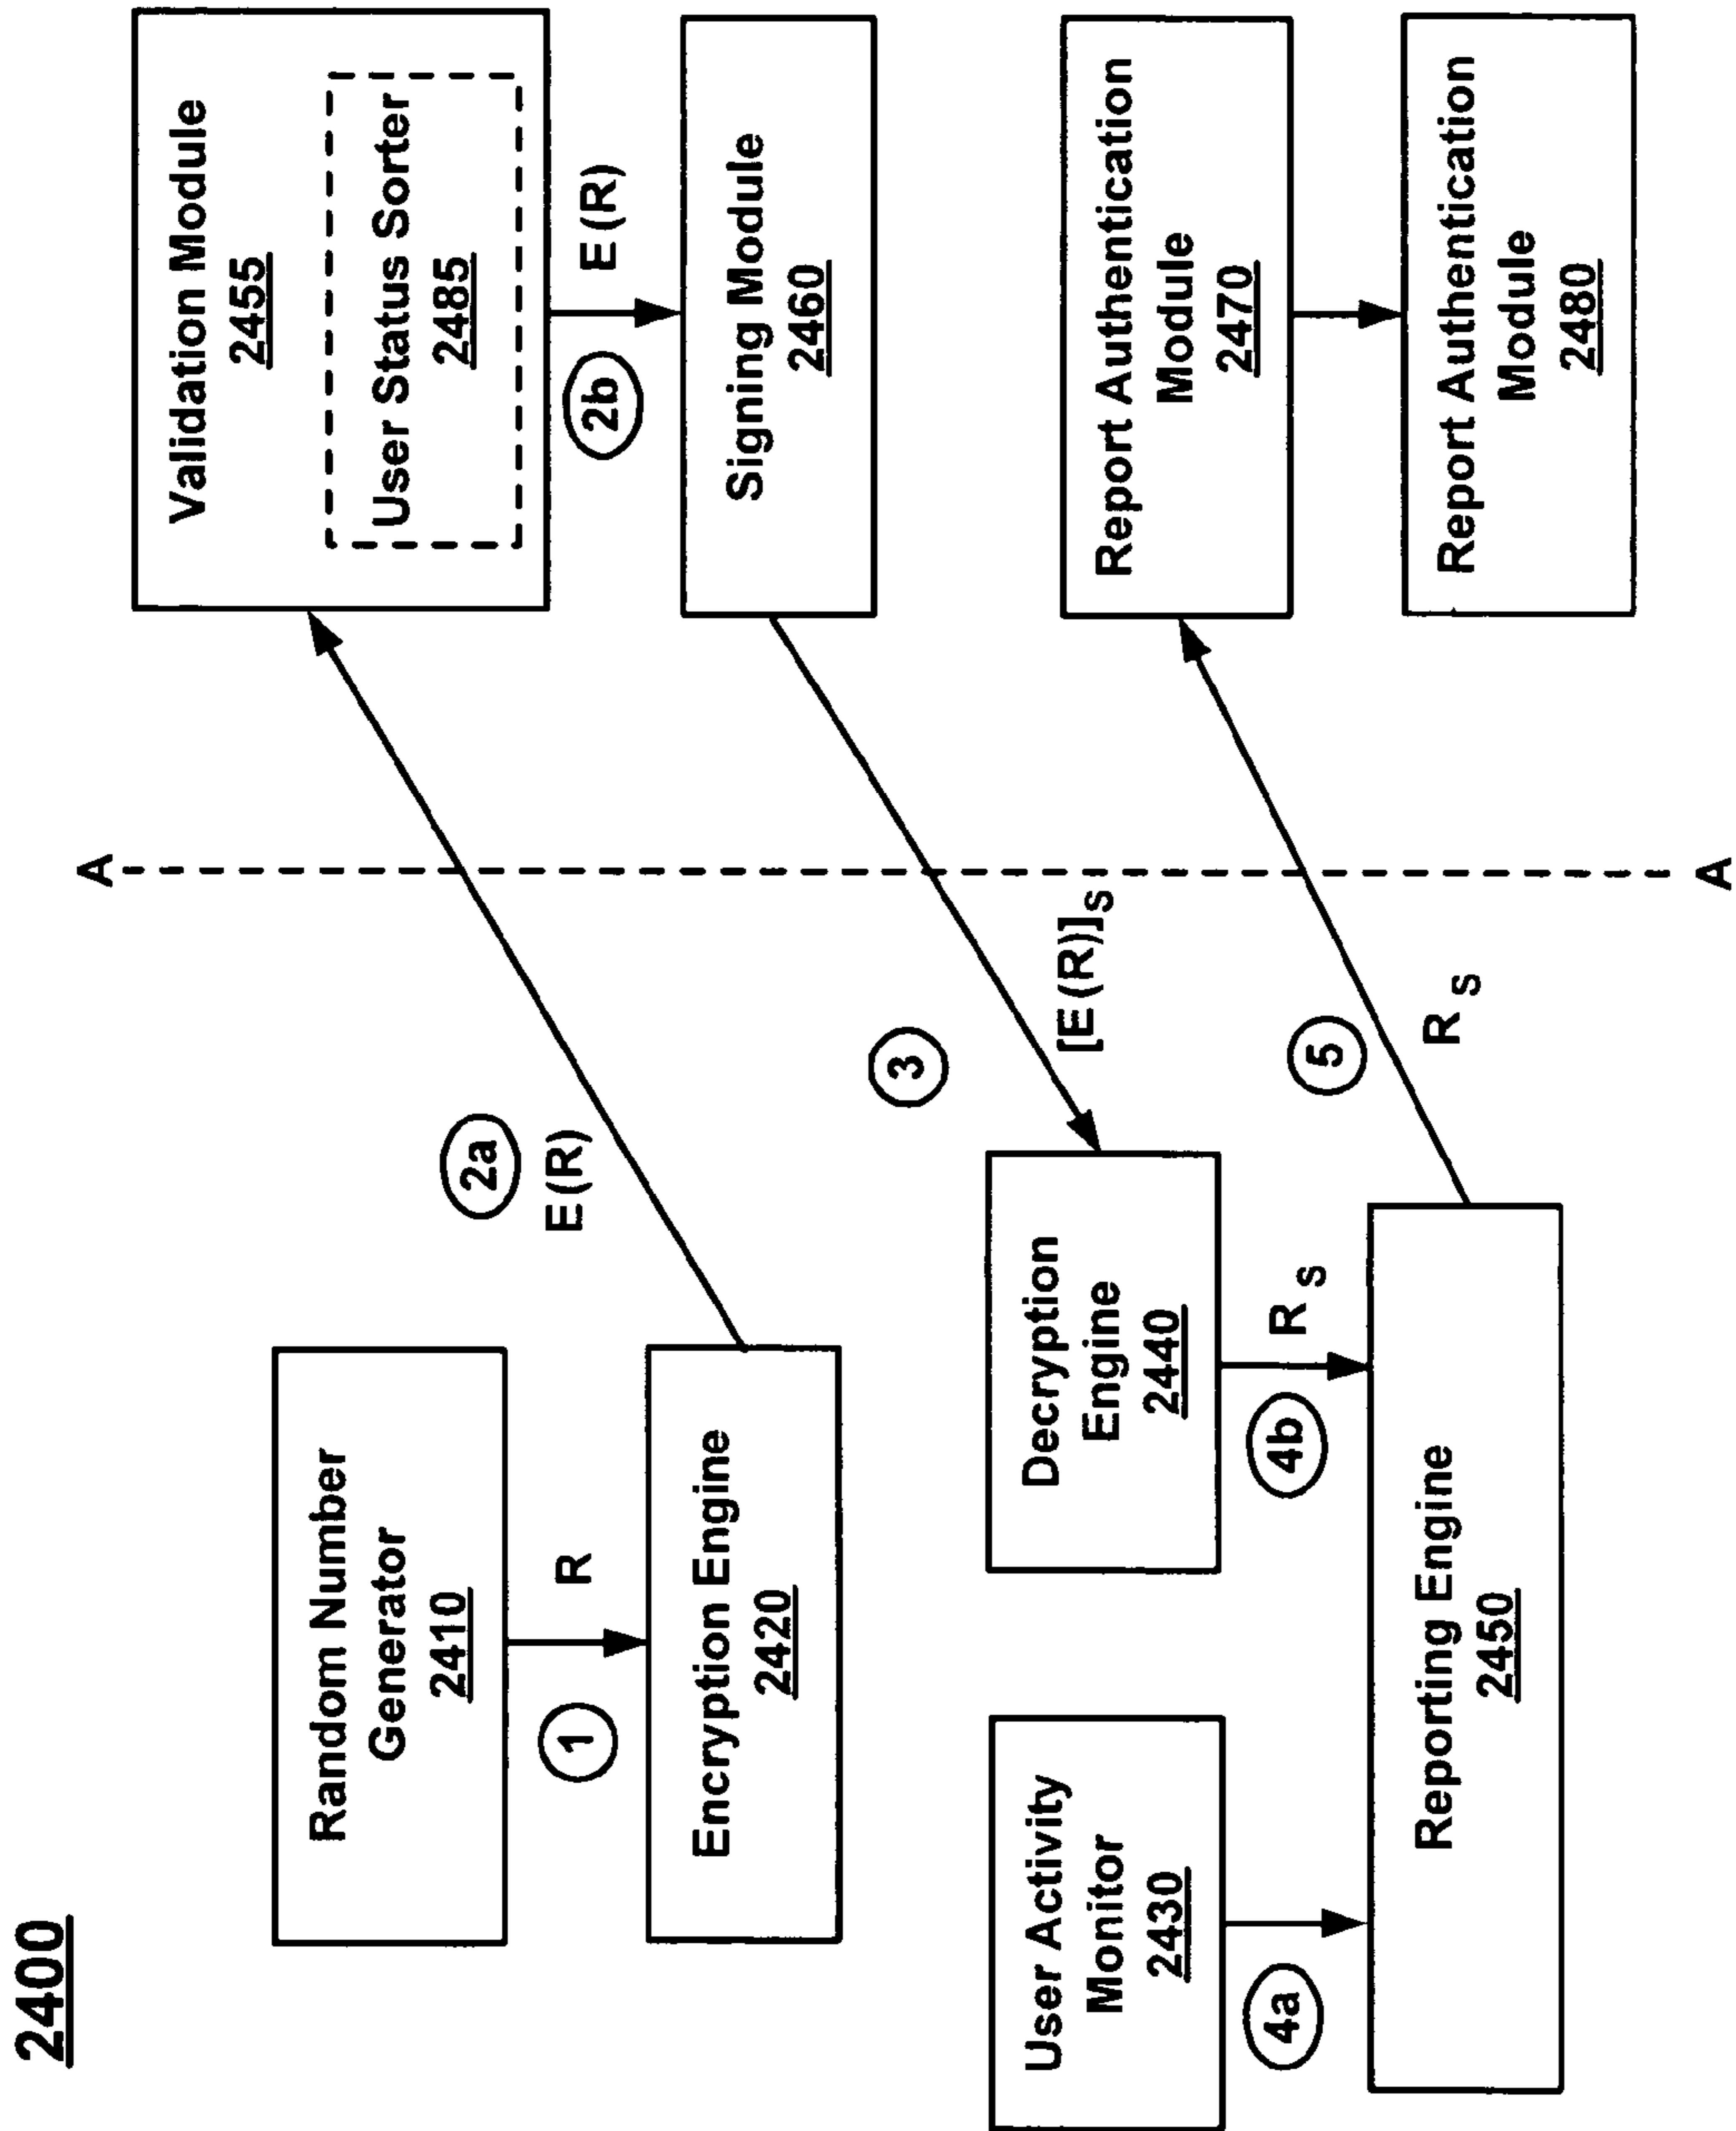 2400
Random Number
Generator
2410
1
R
Encryption Engine
2420
2a
E(R)
A
Validation Module
2455
User Status Sorter
2485
2b
E(R)
Signing Module
2460
3
[E(R)]S
User Activity
Monitor
2430
4a
Decryption
Engine
2440
4b
RS
Reporting Engine
2450
5
RS
Report Authentication
Module
2470
Report Authentication
Module
2480
A